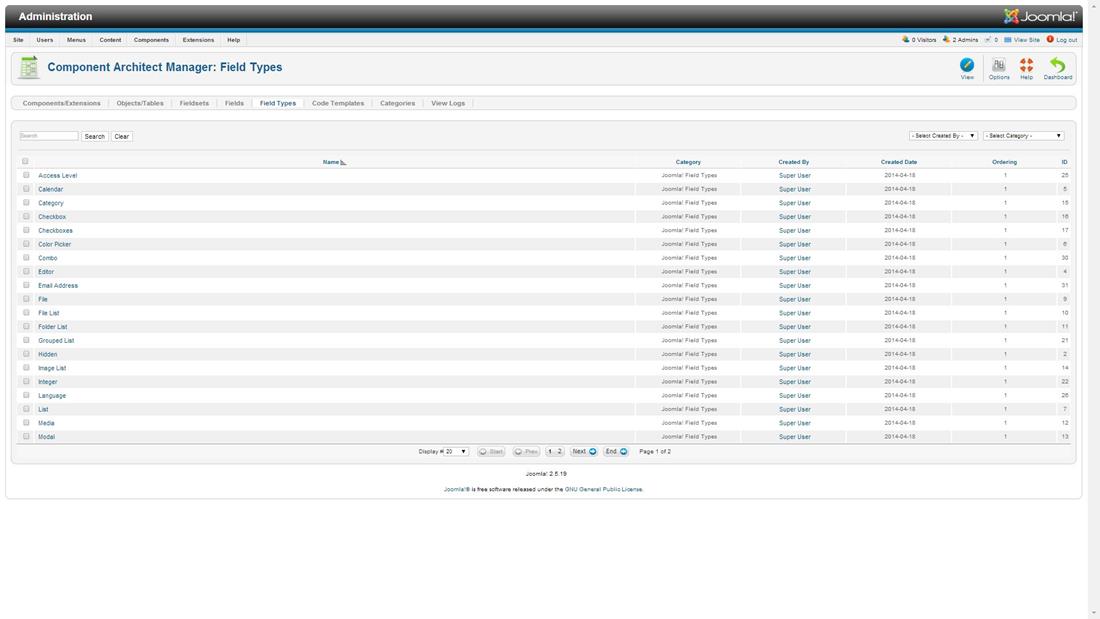 Administration Joomla!
Site Users Menus Content Components Extensions Help 0 Visitors 2 Admins 0 View Site Log out
Component Architect Manager: Field Types View Options Help Dashboard
Components/Extensions Objects/Tables Fieldsets Fields Field Types Code Templates Categories View Logs
Search Search Clear - Select Created By - - Select Category -
Name Category Created By Created Date Ordering ID
Access Level Joomla! Field Types Super User 2014-04-18 1 25
Calendar Joomla! Field Types Super User 2014-04-18 1 5
Category Joomla! Field Types Super User 2014-04-18 1 15
Checkbox Joomla! Field Types Super User 2014-04-18 1 16
Checkboxes Joomla! Field Types Super User 2014-04-18 1 17
Color Picker Joomla! Field Types Super User 2014-04-18 1 6
Combo Joomla! Field Types Super User 2014-04-18 1 30
Editor Joomla! Field Types Super User 2014-04-18 1 4
Email Address Joomla! Field Types Super User 2014-04-18 1 31
File Joomla! Field Types Super User 2014-04-18 1 9
File List Joomla! Field Types Super User 2014-04-18 1 10
Folder List Joomla! Field Types Super User 2014-04-18 1 11
Grouped List Joomla! Field Types Super User 2014-04-18 1 21
Hidden Joomla! Field Types Super User 2014-04-18 1 2
Image List Joomla! Field Types Super User 2014-04-18 1 14
Integer Joomla! Field Types Super User 2014-04-18 1 22
Language Joomla! Field Types Super User 2014-04-18 1 26
List Joomla! Field Types Super User 2014-04-18 1 7
Media Joomla! Field Types Super User 2014-04-18 1 12
Modal Joomla! Field Types Super User 2014-04-18 1 13
Display # 20 Start Prev 1 2 Next End Page 1 of 2
Joomla! 2.5.19
Joomla!® is free software released under the GNU General Public License.